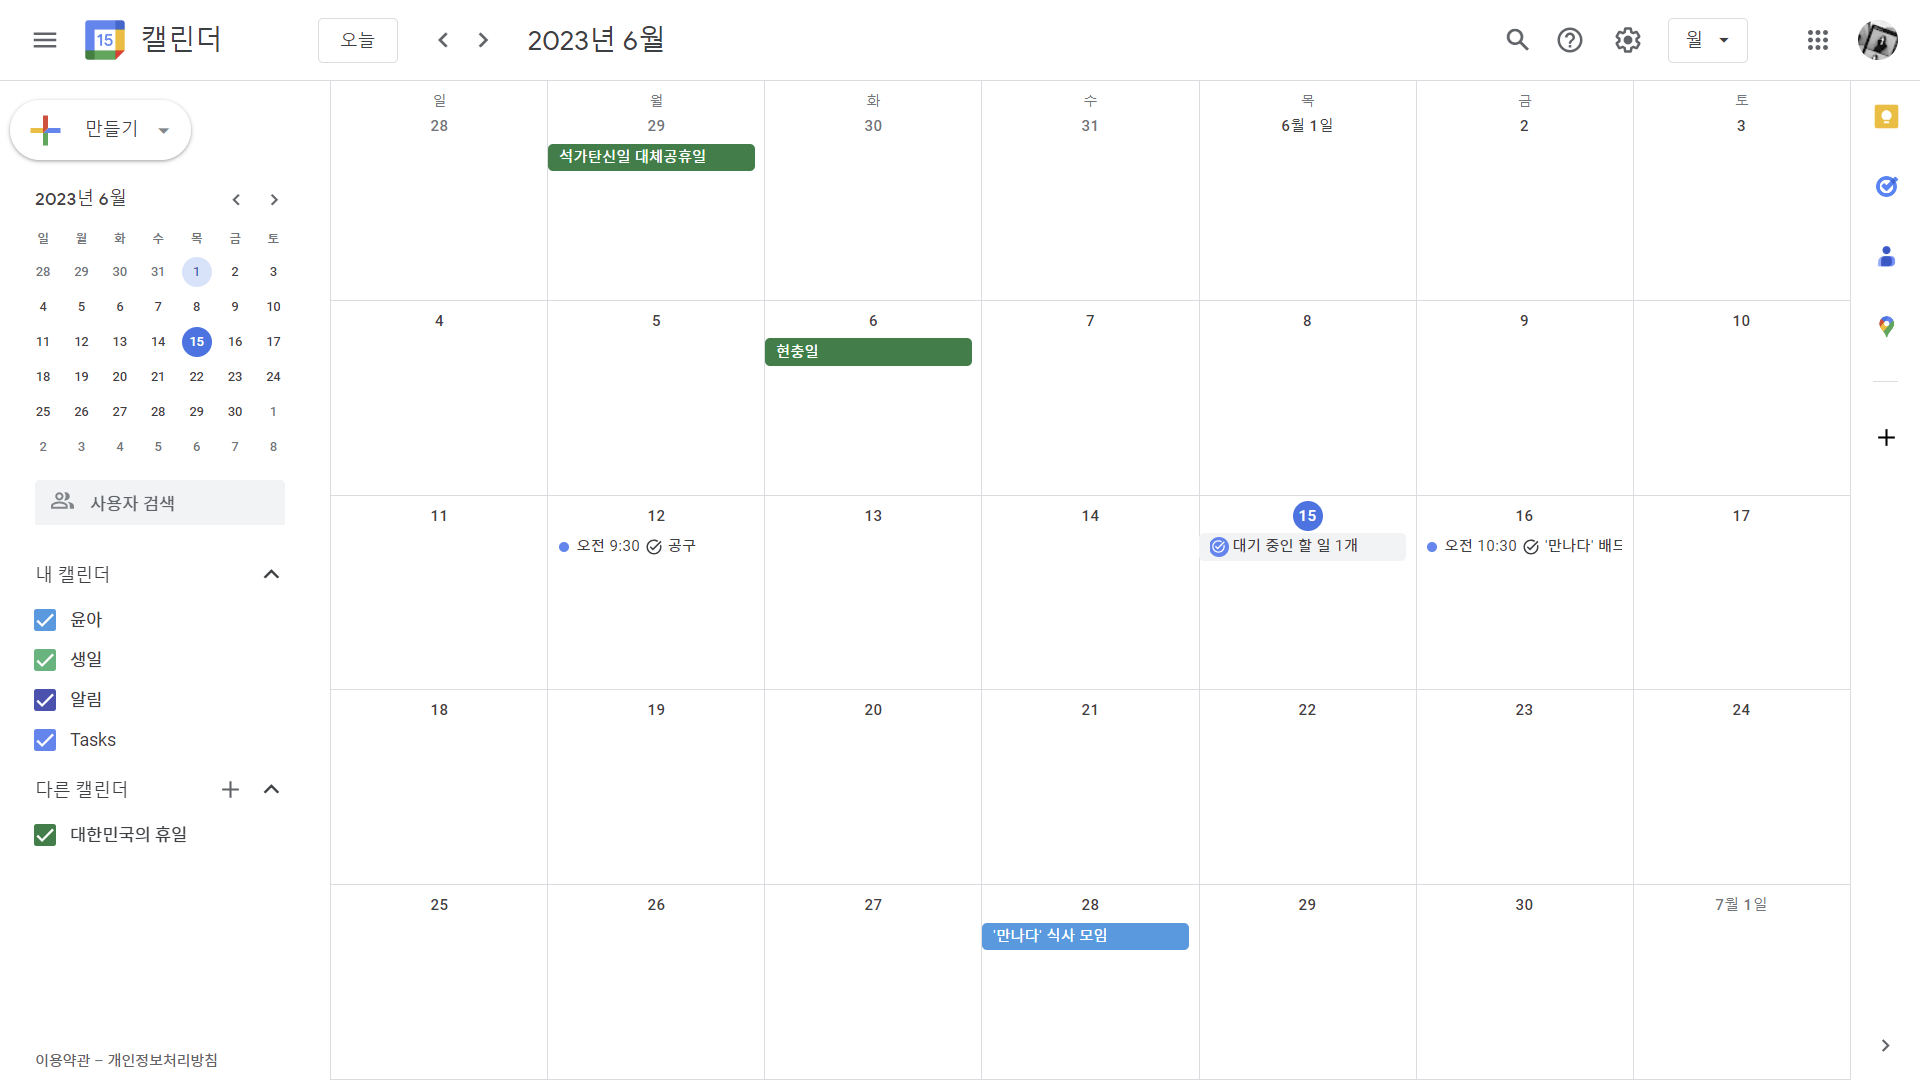 15 캘린더
오늘
2023년 6월
월
만들기
2023년 6월
일 월 화 수 목 금 토
28 29 30 31 1 2 3
4 5 6 7 8 9 10
11 12 13 14 15 16 17
18 19 20 21 22 23 24
25 26 27 28 29 30 1
2 3 4 5 6 7 8
사용자 검색
내 캘린더
윤아
생일
알림
Tasks
다른 캘린더
대한민국의 휴일
이용약관 – 개인정보처리방침
일 월 화 수 목 금 토
28 29 30 31 6월 1일 2 3
석가탄신일 대체공휴일
4 5 6 7 8 9 10
현충일
11 12 13 14 15 16 17
오전 9:30 공구
대기 중인 할 일 1개
오전 10:30 '만나다' 배드
18 19 20 21 22 23 24
25 26 27 28 29 30 7월 1일
'만나다' 식사 모임